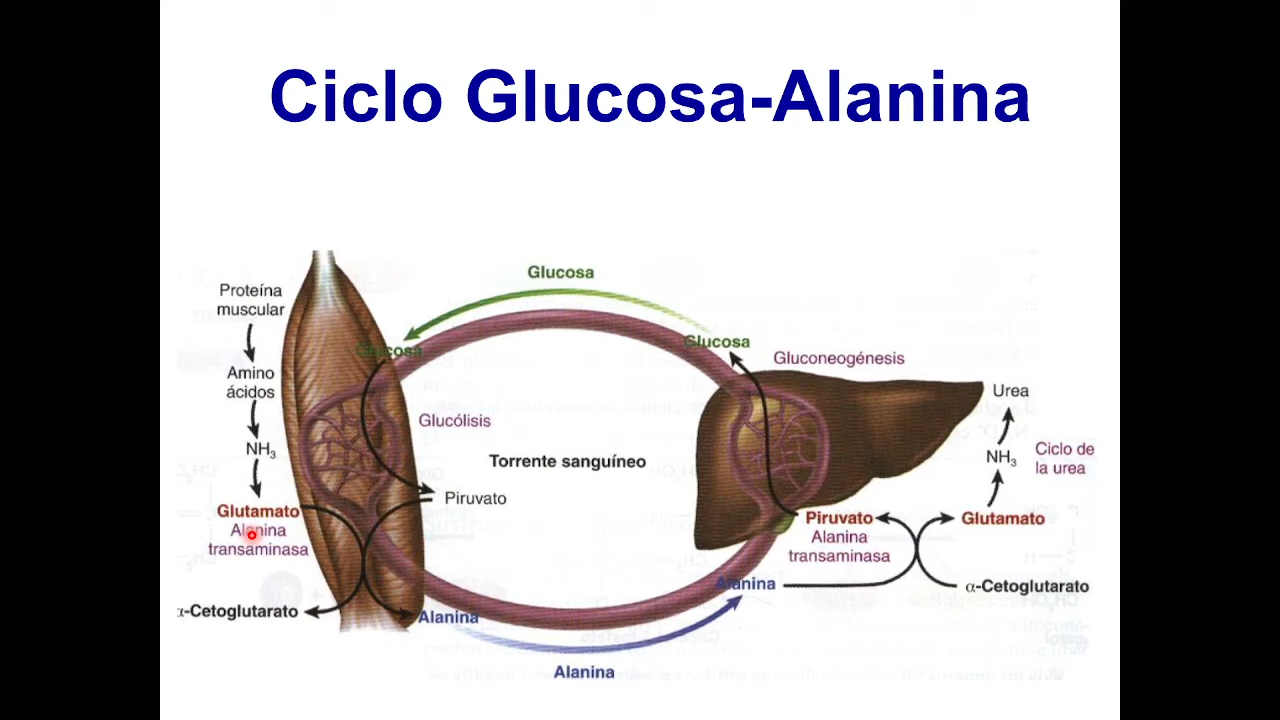 Ciclo Glucosa-Alanina
Glucosa
Proteína
muscular
Glucosa
Glucosa
Gluconeogénesis
Amino
ácidos
Urea
Glucólisis
NH₃
Torrente sanguíneo
NH₃
Ciclo de
la urea
Piruvato
Glutamato
Alanina
transaminasa
Piruvato
Alanina
transaminasa
Glutamato
Alanina
α-Cetoglutarato
α-Cetoglutarato
Alanina
Alanina